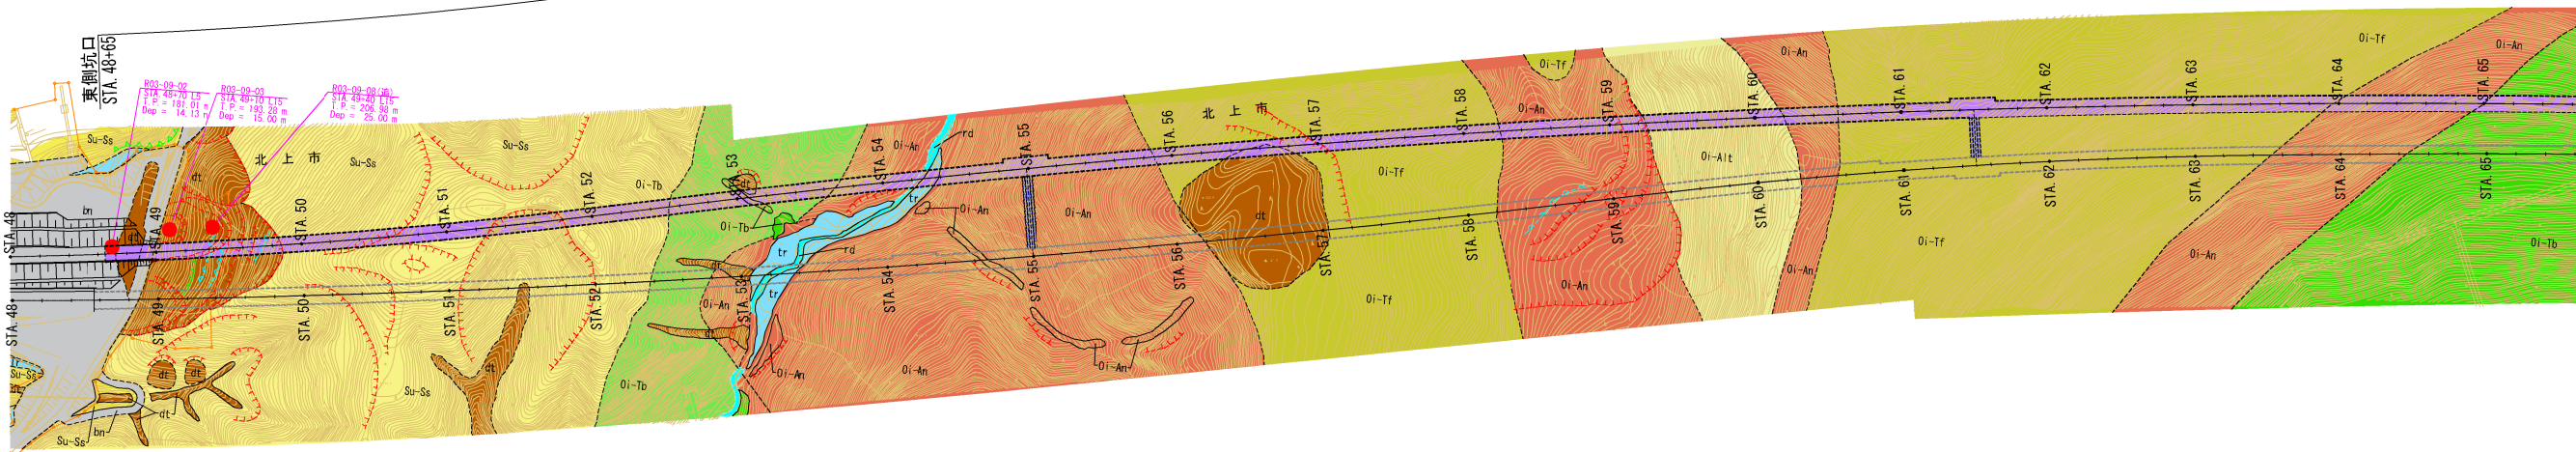 東側坑口
STA. 48+65
R03-09-02
STA 48+70 L5
T.P.= 181.01 m
Dep = 14.13 m
R03-09-03
STA 49+10 L15
T.P.= 193.28 m
Dep = 15.00 m
R03-09-08(追)
STA 49+40 L15
T.P.= 206.98 m
Dep = 25.00 m
北 上 市
北 上 市
STA. 48
STA. 49
STA. 50
STA. 51
STA. 52
STA. 53
STA. 54
STA. 55
STA. 56
STA. 57
STA. 58
STA. 59
STA. 60
STA. 61
STA. 62
STA. 63
STA. 64
STA. 65
STA. 48
STA. 49
STA. 50
STA. 51
STA. 52
STA. 53
STA. 54
STA. 55
STA. 56
STA. 57
STA. 58
STA. 59
STA. 60
STA. 61
STA. 62
STA. 63
STA. 64
STA. 65
Su-Ss
Su-Ss
Su-Ss
Su-Ss
Su-Ss
Su-Ss
bn
bn
dt
dt
dt
dt
dt
dt
dt
dt
dt
dt
dt
tr
tr
tr
tr
rd
rd
Oi-Tb
Oi-Tb
Oi-Tb
Oi-Tb
Oi-An
Oi-An
Oi-An
Oi-An
Oi-An
Oi-An
Oi-An
Oi-An
Oi-An
Oi-An
Oi-An
Oi-An
Oi-An
Oi-Tf
Oi-Tf
Oi-Tf
Oi-Tf
Oi-Tf
Oi-Alt